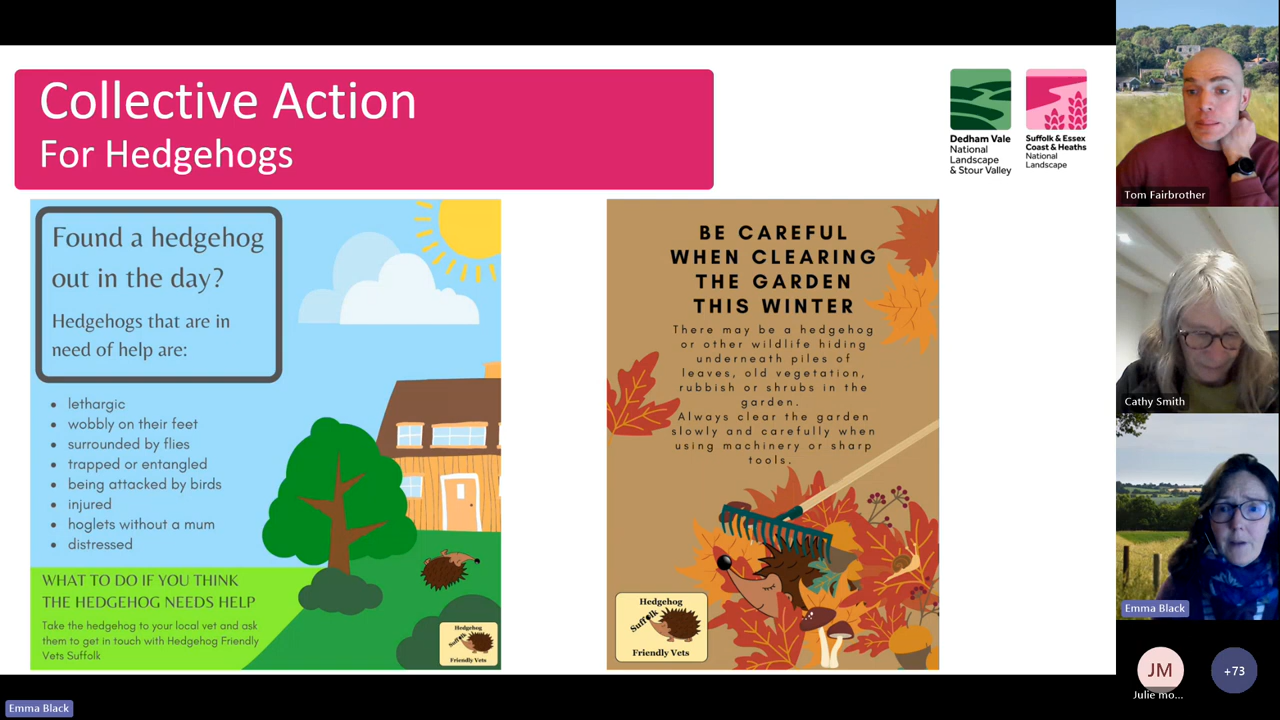 Collective Action
For Hedgehogs
Dedham Vale
National
Landscape
& Stour Valley
Suffolk & Essex
Coast & Heaths
National
Landscape
Found a hedgehog
out in the day?
Hedgehogs that are in
need of help are:
• lethargic
• wobbly on their feet
• surrounded by flies
• trapped or entangled
• being attacked by birds
• injured
• hoglets without a mum
• distressed
WHAT TO DO IF YOU THINK
THE HEDGEHOG NEEDS HELP
Take the hedgehog to your local vet and ask
them to get in touch with Hedgehog Friendly
Vets Suffolk
Hedgehog
Suffolk
Friendly Vets
BE CAREFUL
WHEN CLEARING
THE GARDEN
THIS WINTER
There may be a hedgehog
or other wildlife hiding
underneath piles of
leaves, old vegetation,
rubbish or shrubs in the
garden.
Always clear the garden
slowly and carefully when
using machinery or sharp
tools.
Hedgehog
Suffolk
Friendly Vets
Tom Fairbrother
Cathy Smith
Emma Black
JM
Julie mo...
+73
Emma Black